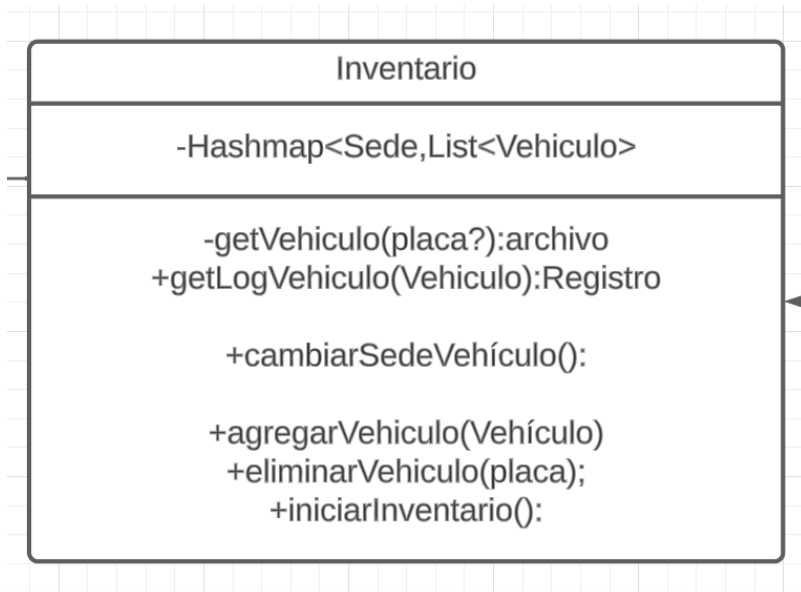 Inventario
-Hashmap<Sede,List<Vehiculo>
-getVehiculo(placa?):archivo
+getLogVehiculo(Vehiculo):Registro
+cambiarSedeVehículo():
+agregarVehiculo(Vehículo)
+eliminarVehiculo(placa);
+iniciarInventario():